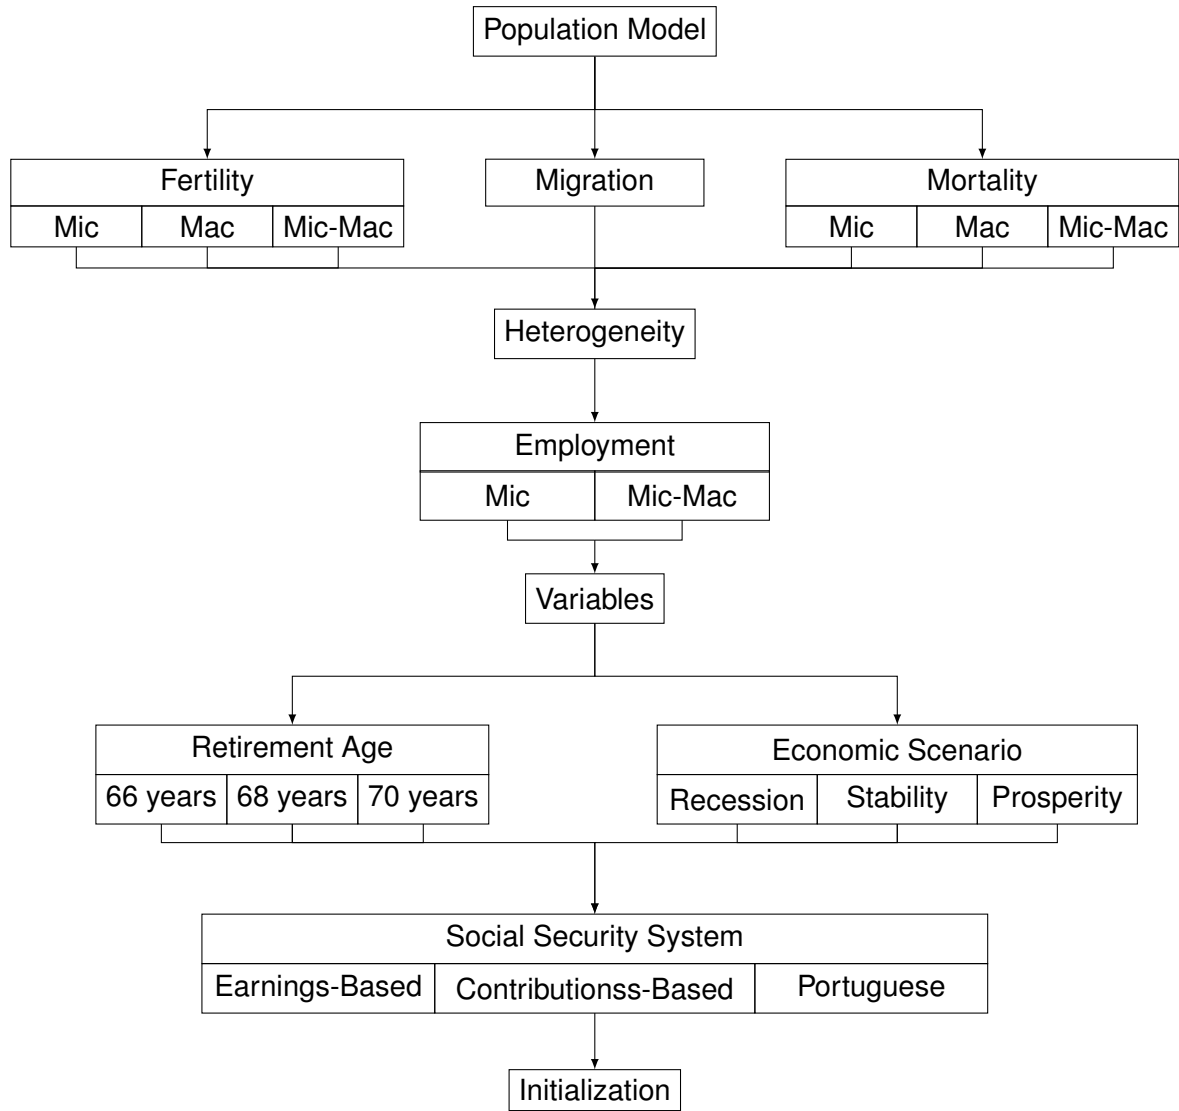 Population Model
Fertility
Migration
Mortality
Mic Mac Mic-Mac
Mic Mac Mic-Mac
Heterogeneity
Employment
Mic Mic-Mac
Variables
Retirement Age
Economic Scenario
66 years 68 years 70 years
Recession Stability Prosperity
Social Security System
Earnings-Based Contributionss-Based Portuguese
Initialization